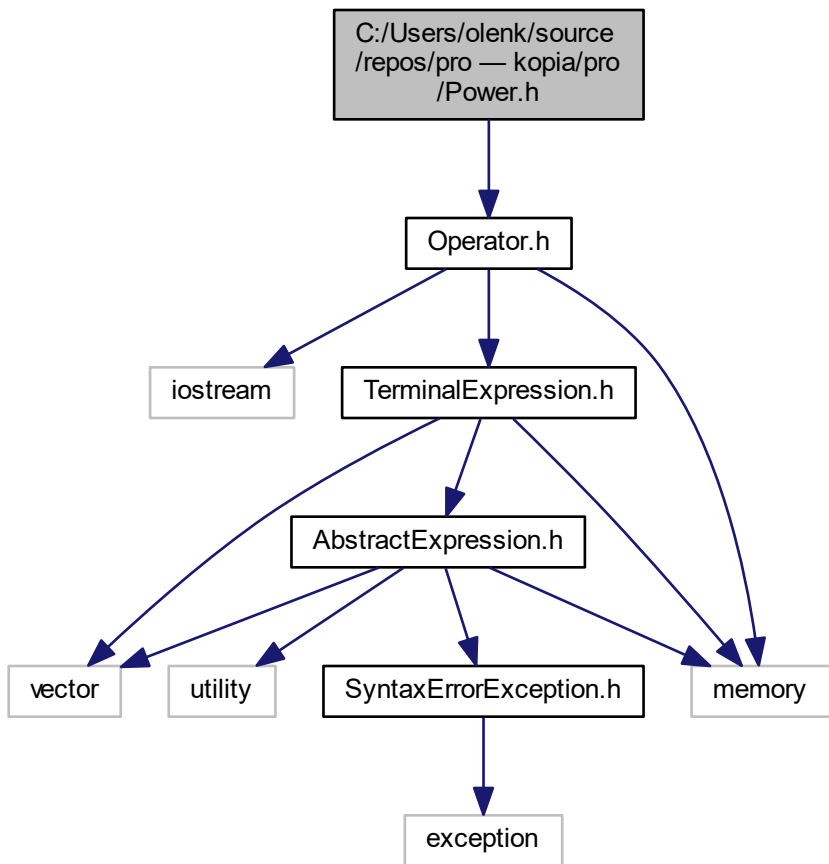 C:/Users/olenk/source
/repos/pro — kopia/pro
/Power.h
Operator.h
iostream
TerminalExpression.h
AbstractExpression.h
vector
utility
SyntaxErrorException.h
memory
exception